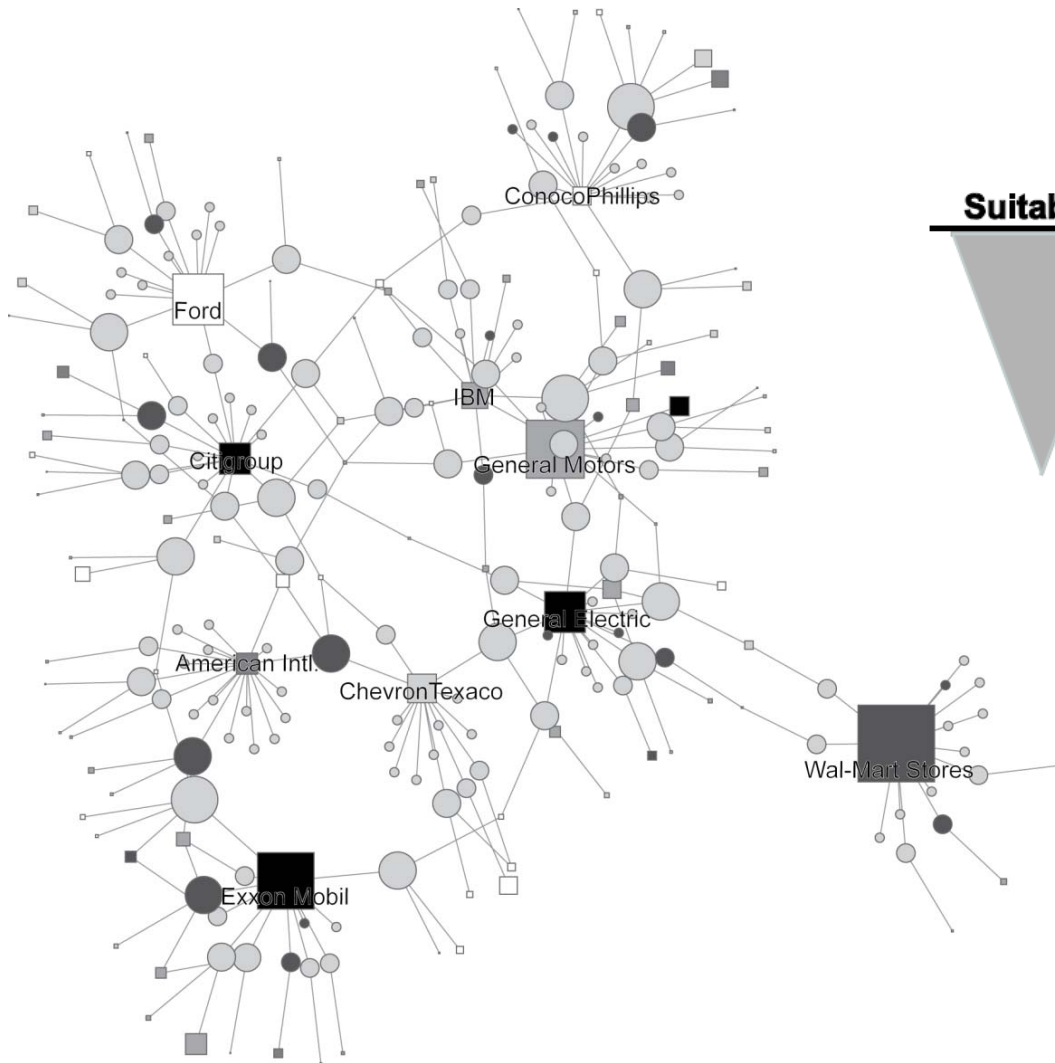 ConocoPhillips
Suitab
Ford
IBM
Citigroup
General Motors
General Electric
American Intl.
ChevronTexaco
Wal-Mart Stores
Exxon Mobil